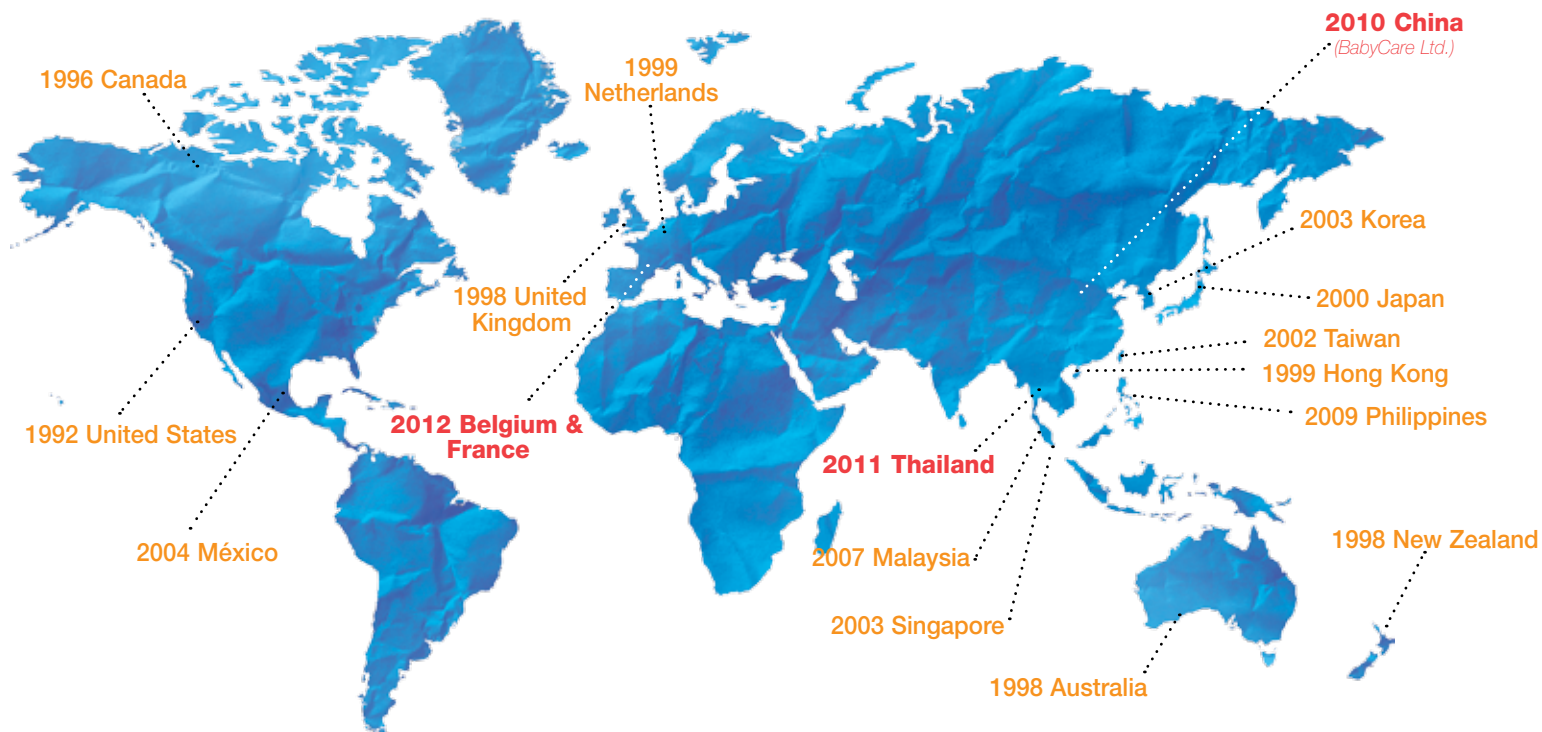 2010 China
(BabyCare Ltd.)
1996 Canada
1999
Netherlands
2003 Korea
1998 United
Kingdom
2000 Japan
2002 Taiwan
1999 Hong Kong
2009 Philippines
1992 United States
2012 Belgium &
France
2011 Thailand
2004 México
2007 Malaysia
1998 New Zealand
2003 Singapore
1998 Australia